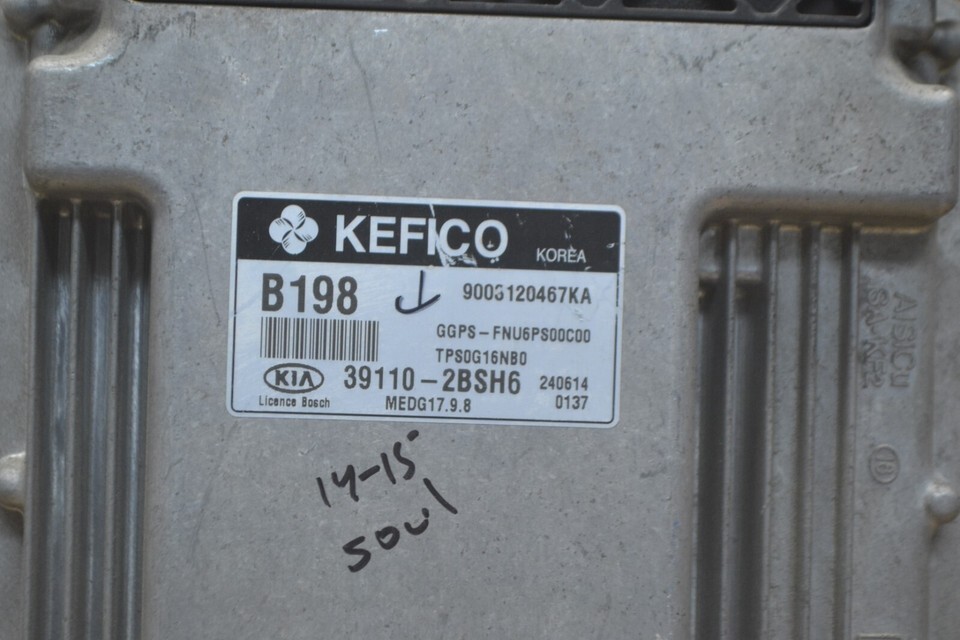 KEFICO KOREA
B198 9003120467KA
GGPS-FNU6PS00C00
TPS0G16NB0
KIA 39110-2BSH6 240614
Licence Bosch MEDG17.9.8 0137
14-15
soul